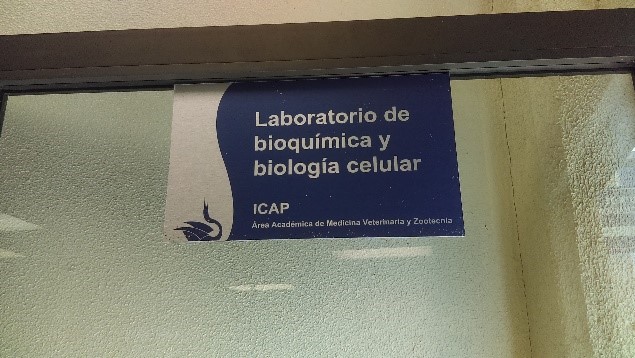 Laboratorio de
bioquímica y
biología celular
ICAP
Área Académica de Medicina Veterinaria y Zootecnia